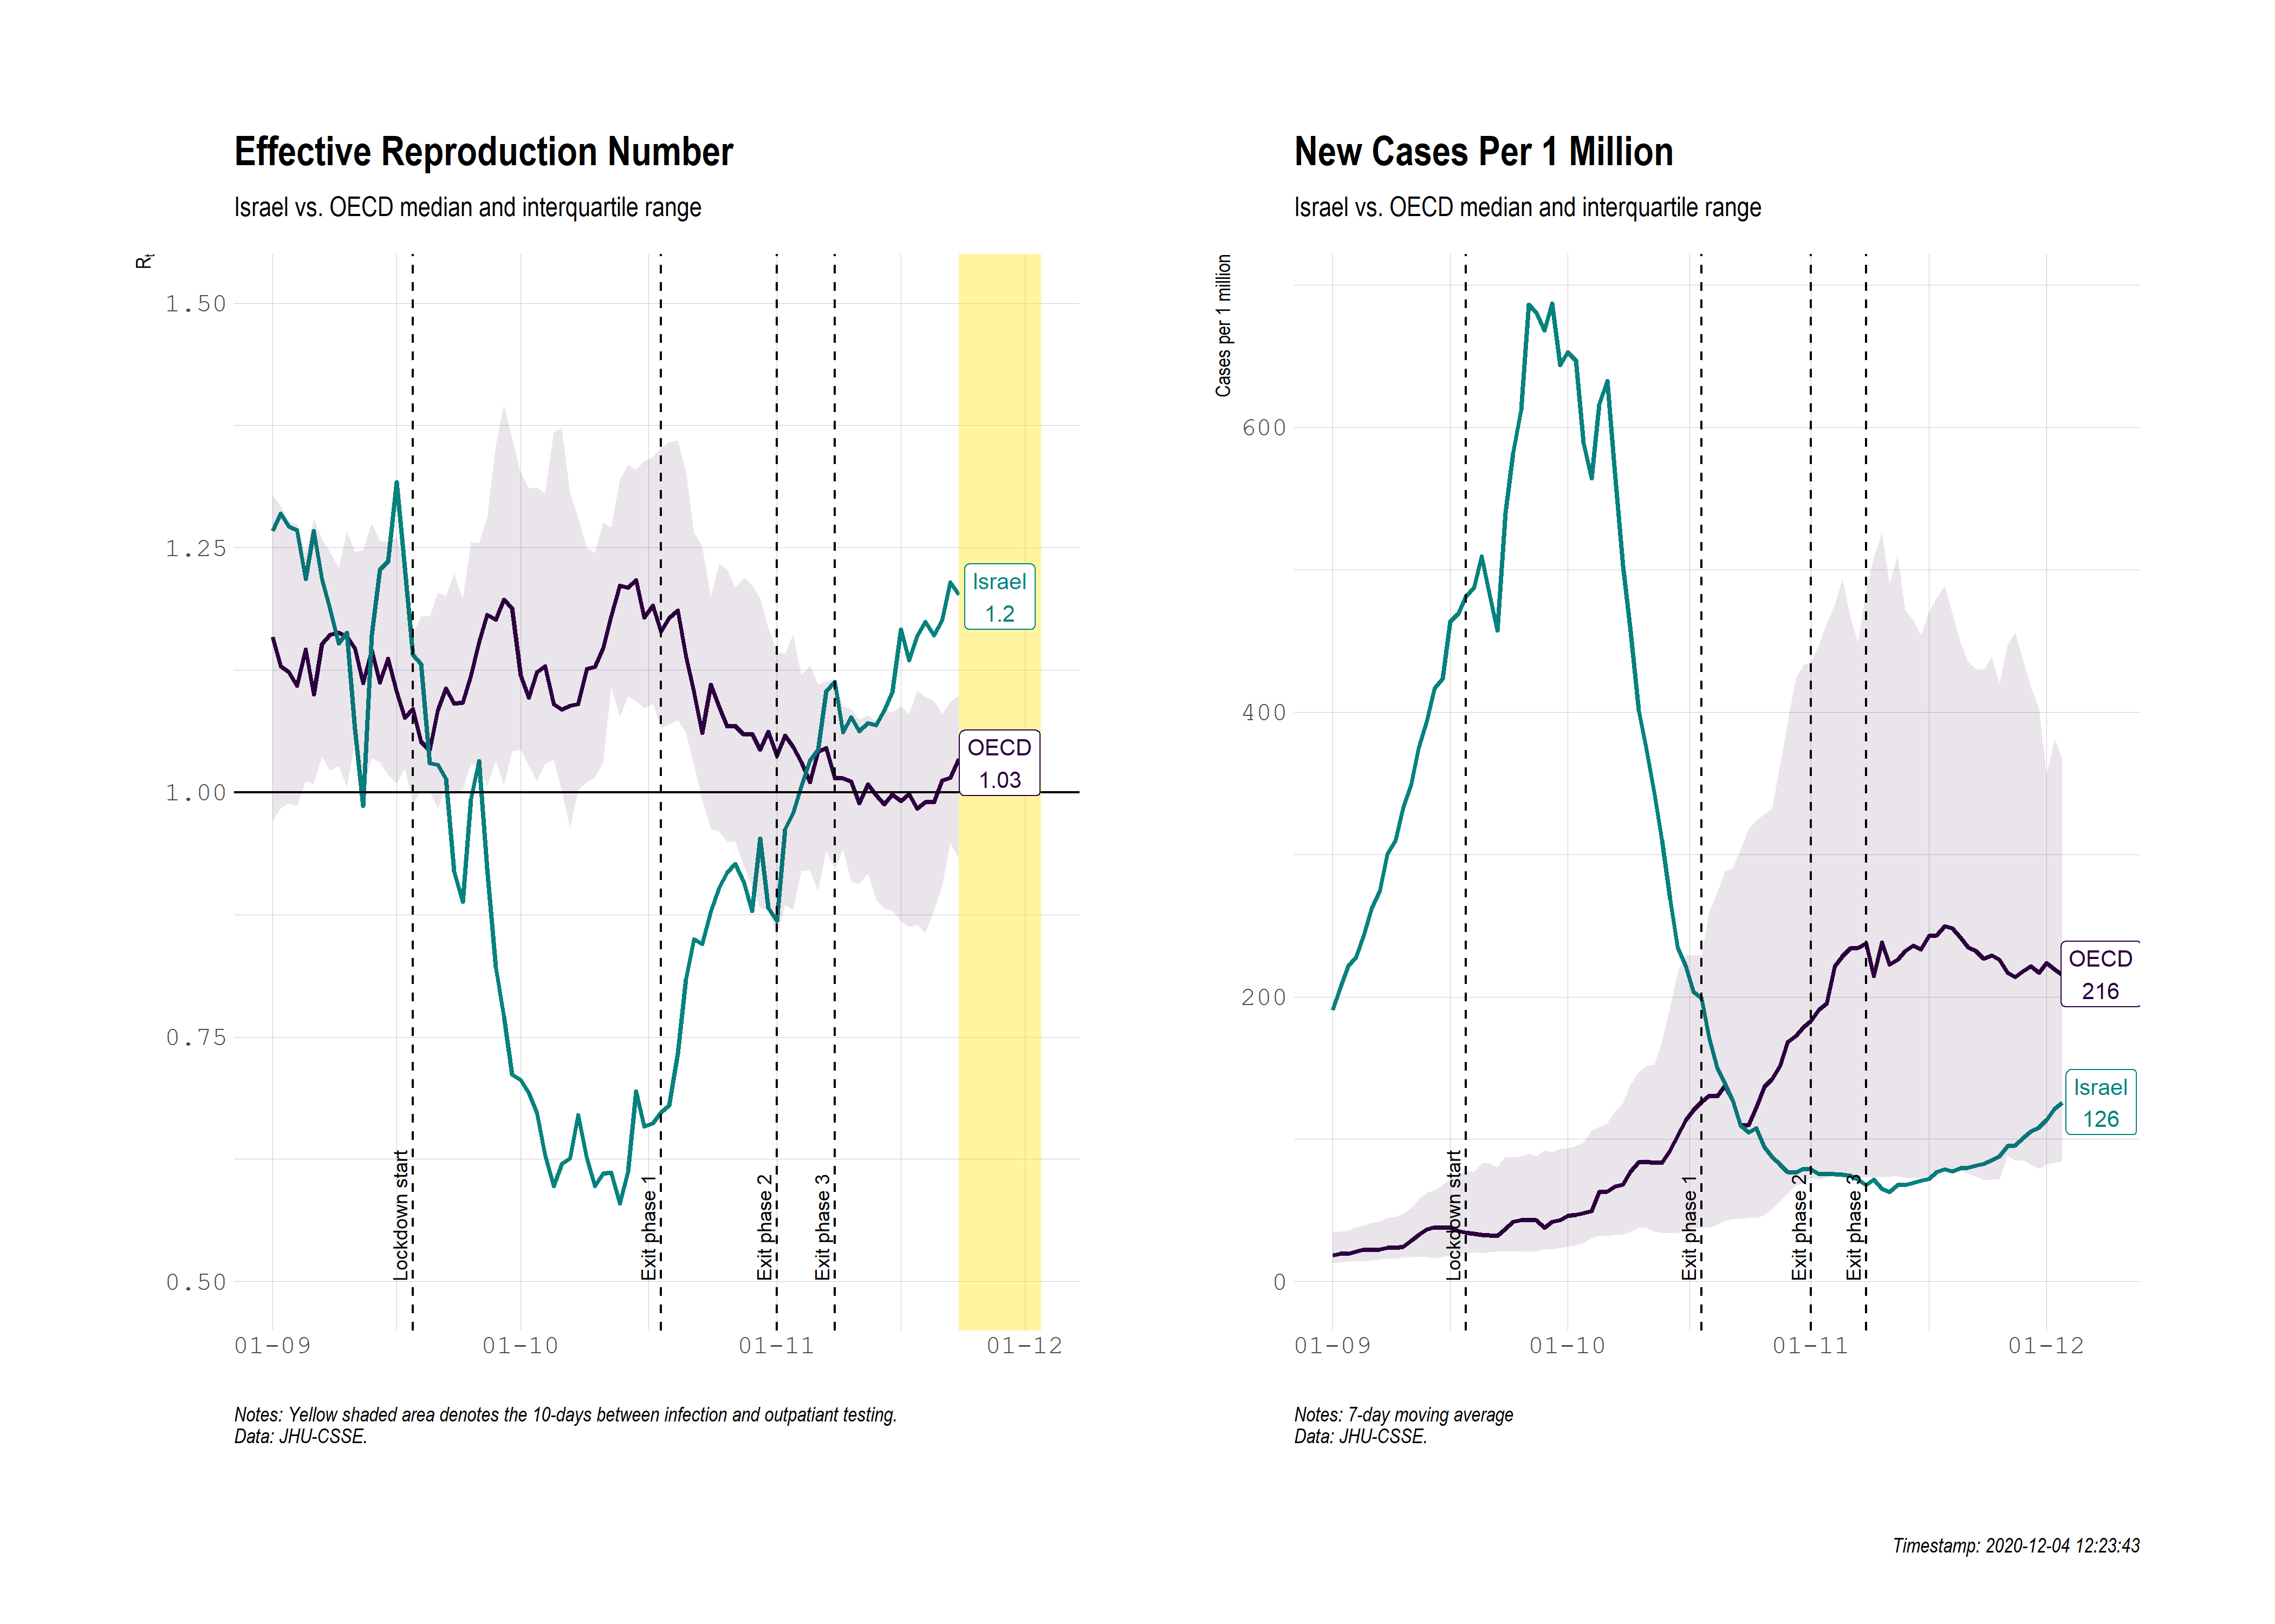 Effective Reproduction Number
Israel vs. OECD median and interquartile range
Rt
1.50
1.25
1.00
0.75
0.50
Israel
1.2
OECD
1.03
Lockdown start
Exit phase 1
Exit phase 2
Exit phase 3
01-09
01-10
01-11
01-12
Notes: Yellow shaded area denotes the 10-days between infection and outpatiant testing.
Data: JHU-CSSE.
New Cases Per 1 Million
Israel vs. OECD median and interquartile range
Cases per 1 million
600
400
200
0
OECD
216
Israel
126
Lockdown start
Exit phase 1
Exit phase 2
Exit phase 3
01-09
01-10
01-11
01-12
Notes: 7-day moving average
Data: JHU-CSSE.
Timestamp: 2020-12-04 12:23:43